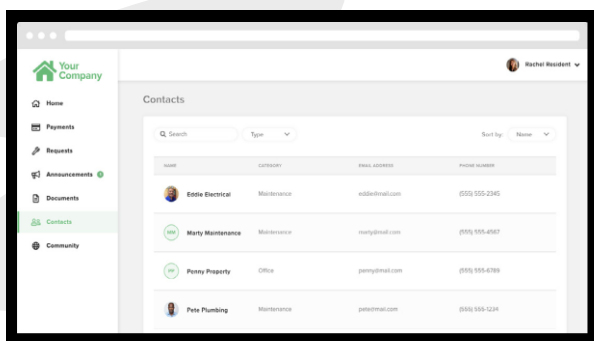 Your
Company
Rachel Resident
Home
Payments
Requests
Announcements
Documents
Contacts
Community
Contacts
Search
Type
Sort by: Name
NAME CATEGORY EMAIL ADDRESS PHONE NUMBER
Eddie Electrical Maintenance eddie@mail.com (555) 555-2345
MM Marty Maintenance Maintenance marty@mail.com (555) 555-4567
PP Penny Property Office penny@mail.com (555) 555-6789
Pete Plumbing Maintenance pete@mail.com (555) 555-1234